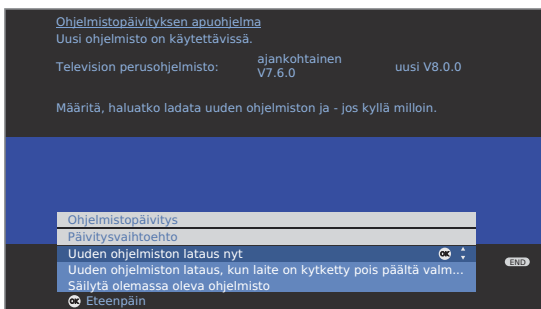 Ohjelmistopäivityksen apuohjelma
Uusi ohjelmisto on käytettävissä.
Television perusohjelmisto: ajankohtainen V7.6.0 uusi V8.0.0
Määritä, haluatko ladata uuden ohjelmiston ja - jos kyllä milloin.
Ohjelmistopäivitys
Päivitysvaihtoehto
Uuden ohjelmiston lataus nyt OK
END
Uuden ohjelmiston lataus, kun laite on kytketty pois päältä valm...
Säilytä olemassa oleva ohjelmisto
OK Eteenpäin